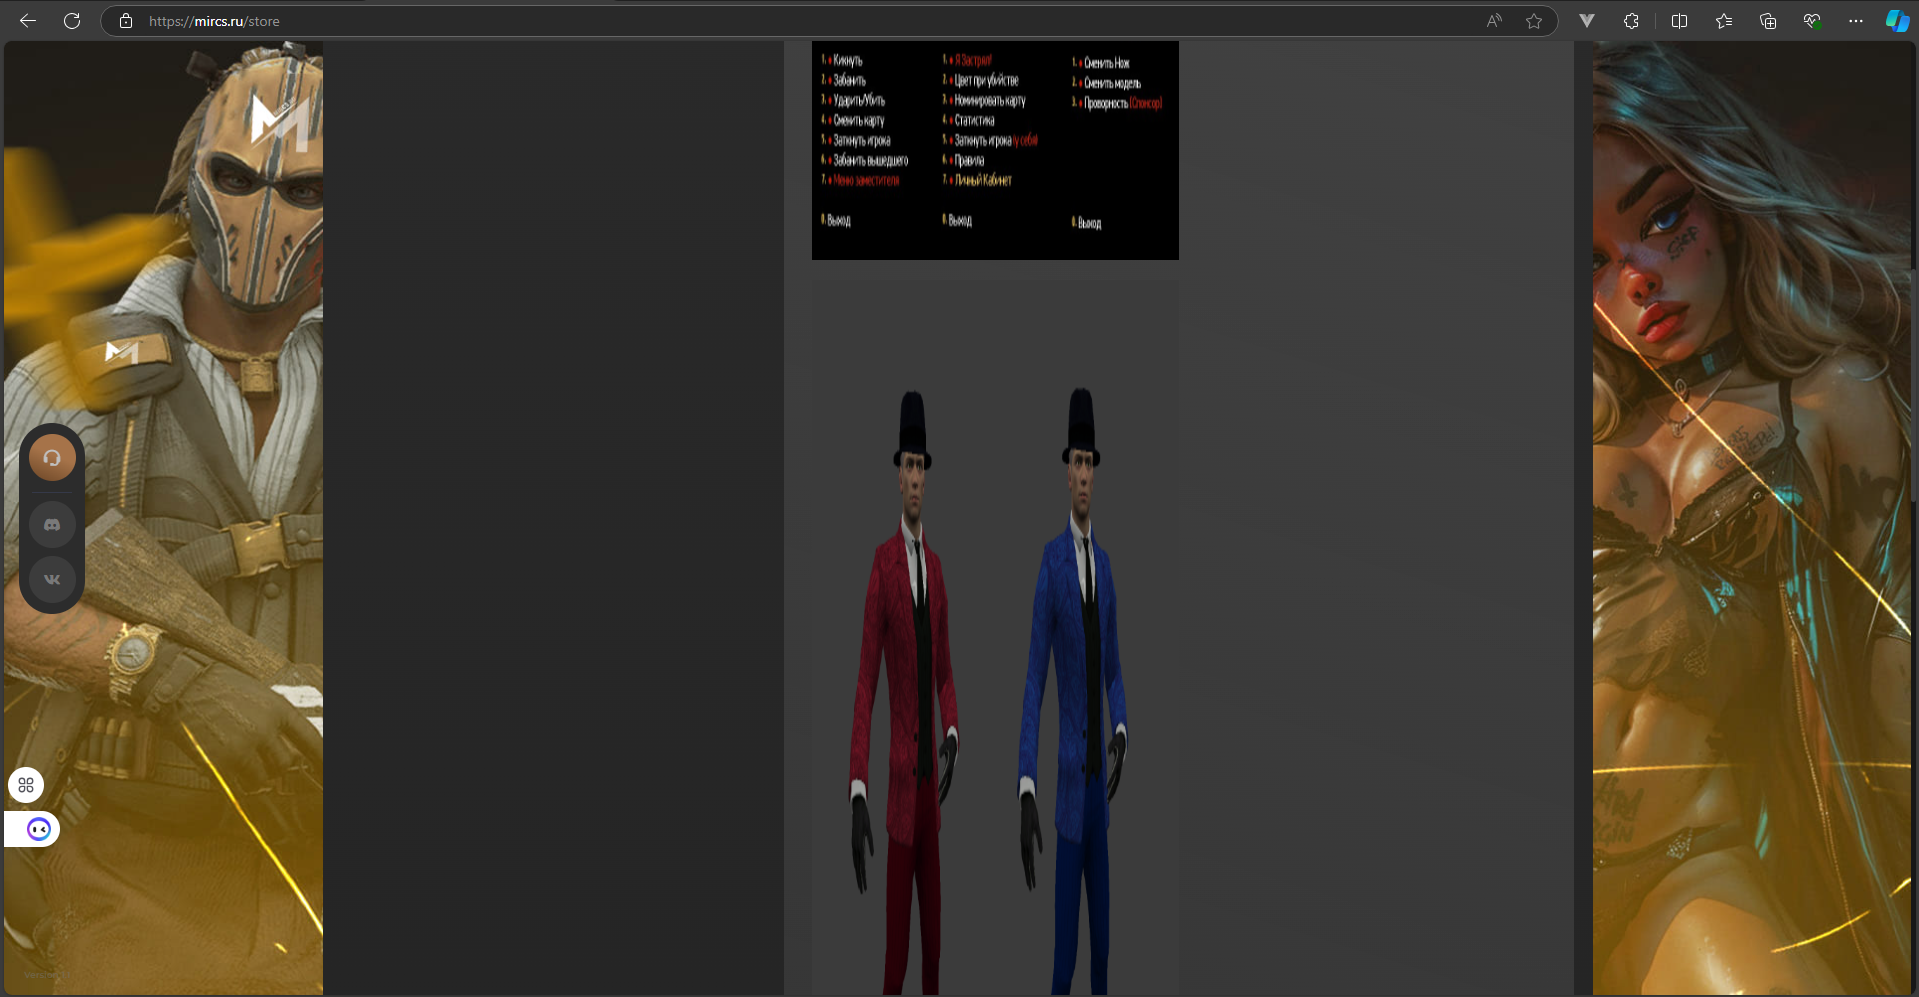 https://mircs.ru/store
1. • Кикнуть
2. • Забанить
3. • Ударить/Убить
4. • Сменить карту
5. • Заткнуть игрока
6. • Забанить вышедшего
7. • Меню заместителя
0. Выход
1. • Я Застрял!
2. • Цвет при убийстве
3. • Номинировать карту
4. • Статистика
5. • Заткнуть игрока (у себя)
6. • Правила
7. • Личный Кабинет
0. Выход
1. • Сменить Нож
2. • Сменить модель
3. • Проворность [Спонсор]
0. Выход